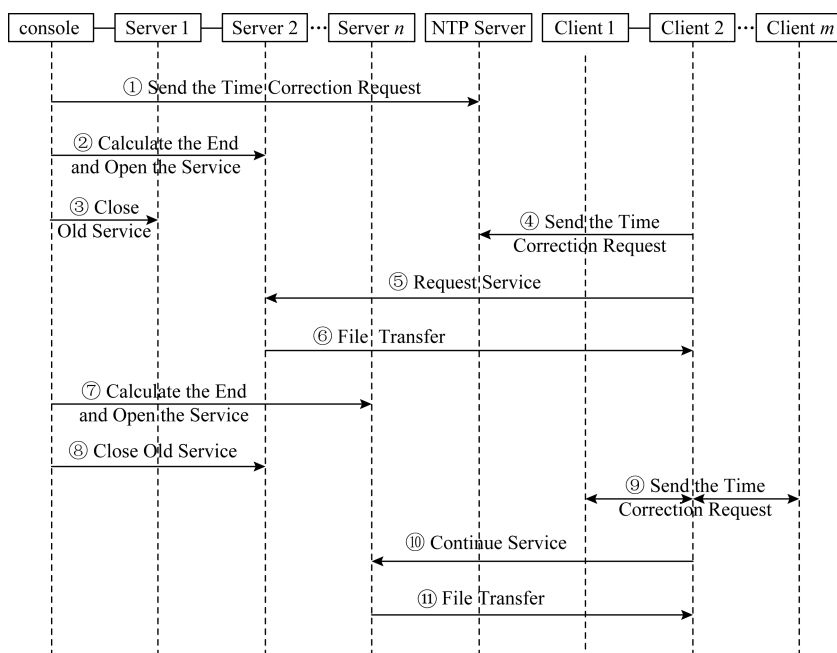 console Server 1 Server 2 ··· Server n NTP Server Client 1 Client 2 ··· Client m
① Send the Time Correction Request
② Calculate the End
and Open the Service
③ Close
Old Service
④ Send the Time
Correction Request
⑤ Request Service
⑥ File Transfer
⑦ Calculate the End
and Open the Service
⑧ Close Old Service
⑨ Send the Time
Correction Request
⑩ Continue Service
⑪ File Transfer